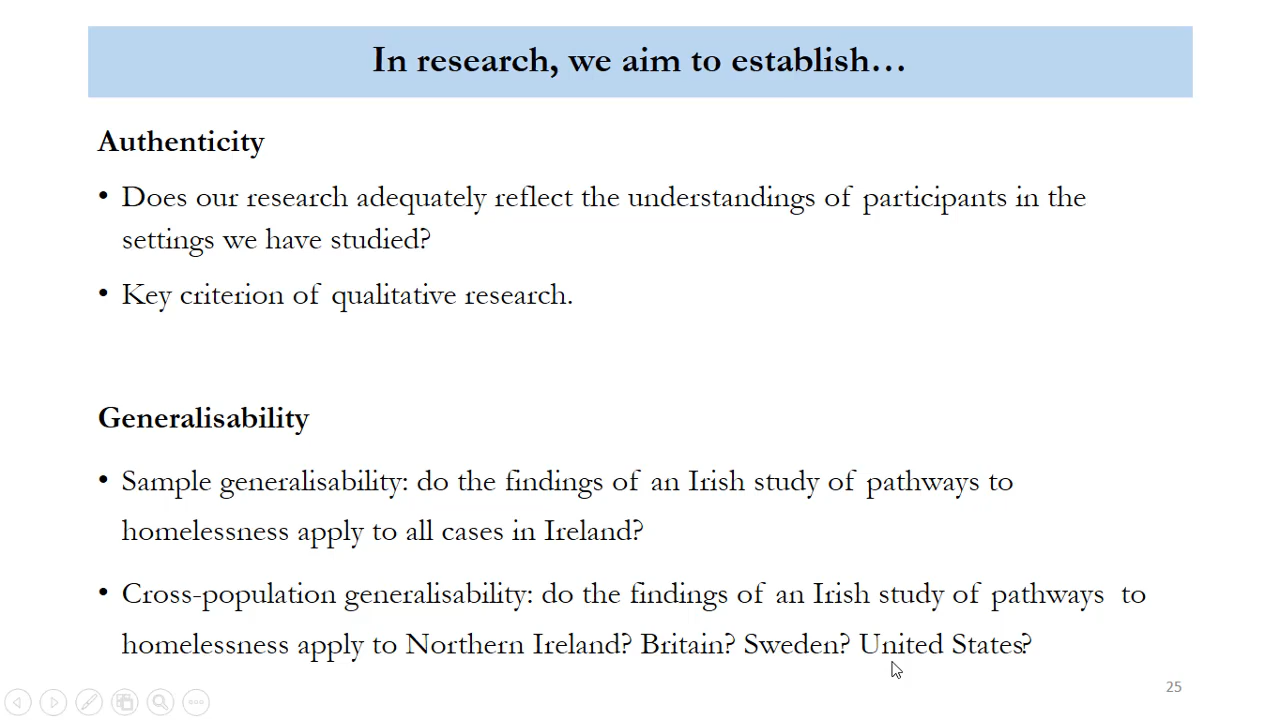 In research, we aim to establish…
Authenticity
• Does our research adequately reflect the understandings of participants in the
settings we have studied?
• Key criterion of qualitative research.
Generalisability
• Sample generalisability: do the findings of an Irish study of pathways to
homelessness apply to all cases in Ireland?
• Cross-population generalisability: do the findings of an Irish study of pathways to
homelessness apply to Northern Ireland? Britain? Sweden? United States?
25